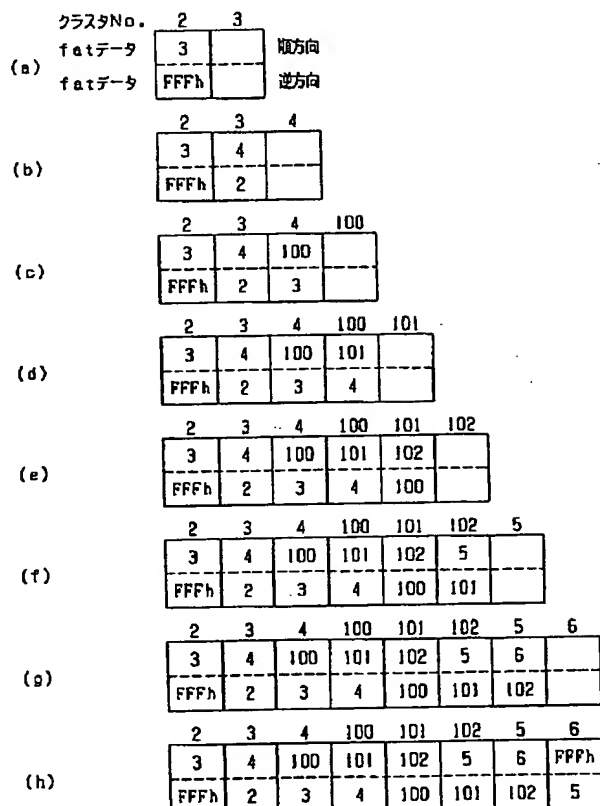 クラスタNo. 2 3
fatデータ 3 順方向
(a)
fatデータ FFFh 逆方向
2 3 4
3 4
(b)
FFFh 2
2 3 4 100
3 4 100
(c)
FFFh 2 3
2 3 4 100 101
3 4 100 101
(d)
FFFh 2 3 4
2 3 4 100 101 102
3 4 100 101 102
(e)
FFFh 2 3 4 100
2 3 4 100 101 102 5
3 4 100 101 102 5
(f)
FFFh 2 3 4 100 101
2 3 4 100 101 102 5 6
3 4 100 101 102 5 6
(g)
FFFh 2 3 4 100 101 102
2 3 4 100 101 102 5 6
3 4 100 101 102 5 6 FFFh
(h)
FFFh 2 3 4 100 101 102 5